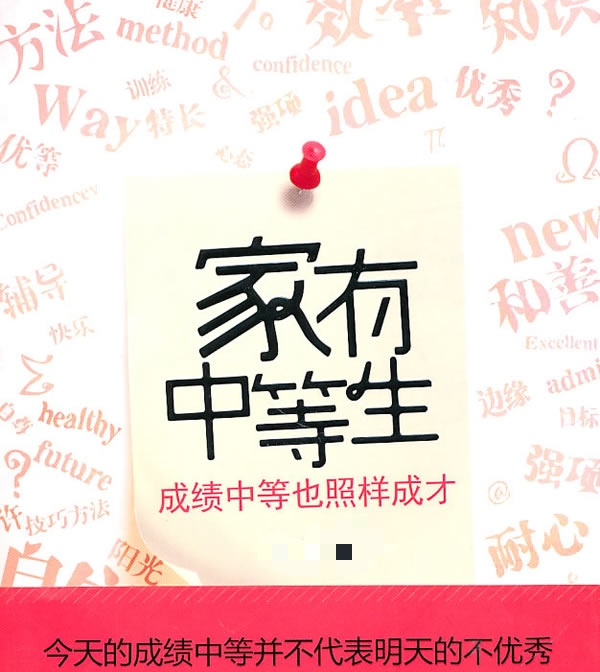 方法
健康
method
效率
知识
训练
&
confidence
Way
特长
强项
idea
优秀
?
优等
心态
π
Ω
Confidence
new
和善
辅导
快乐
Excellent
Σ
边缘
admi
目标
healthy
?
future
强项
@
许技巧方法
耐心
阳光
家有
中等生
成绩中等也照样成才
今天的成绩中等并不代表明天的不优秀